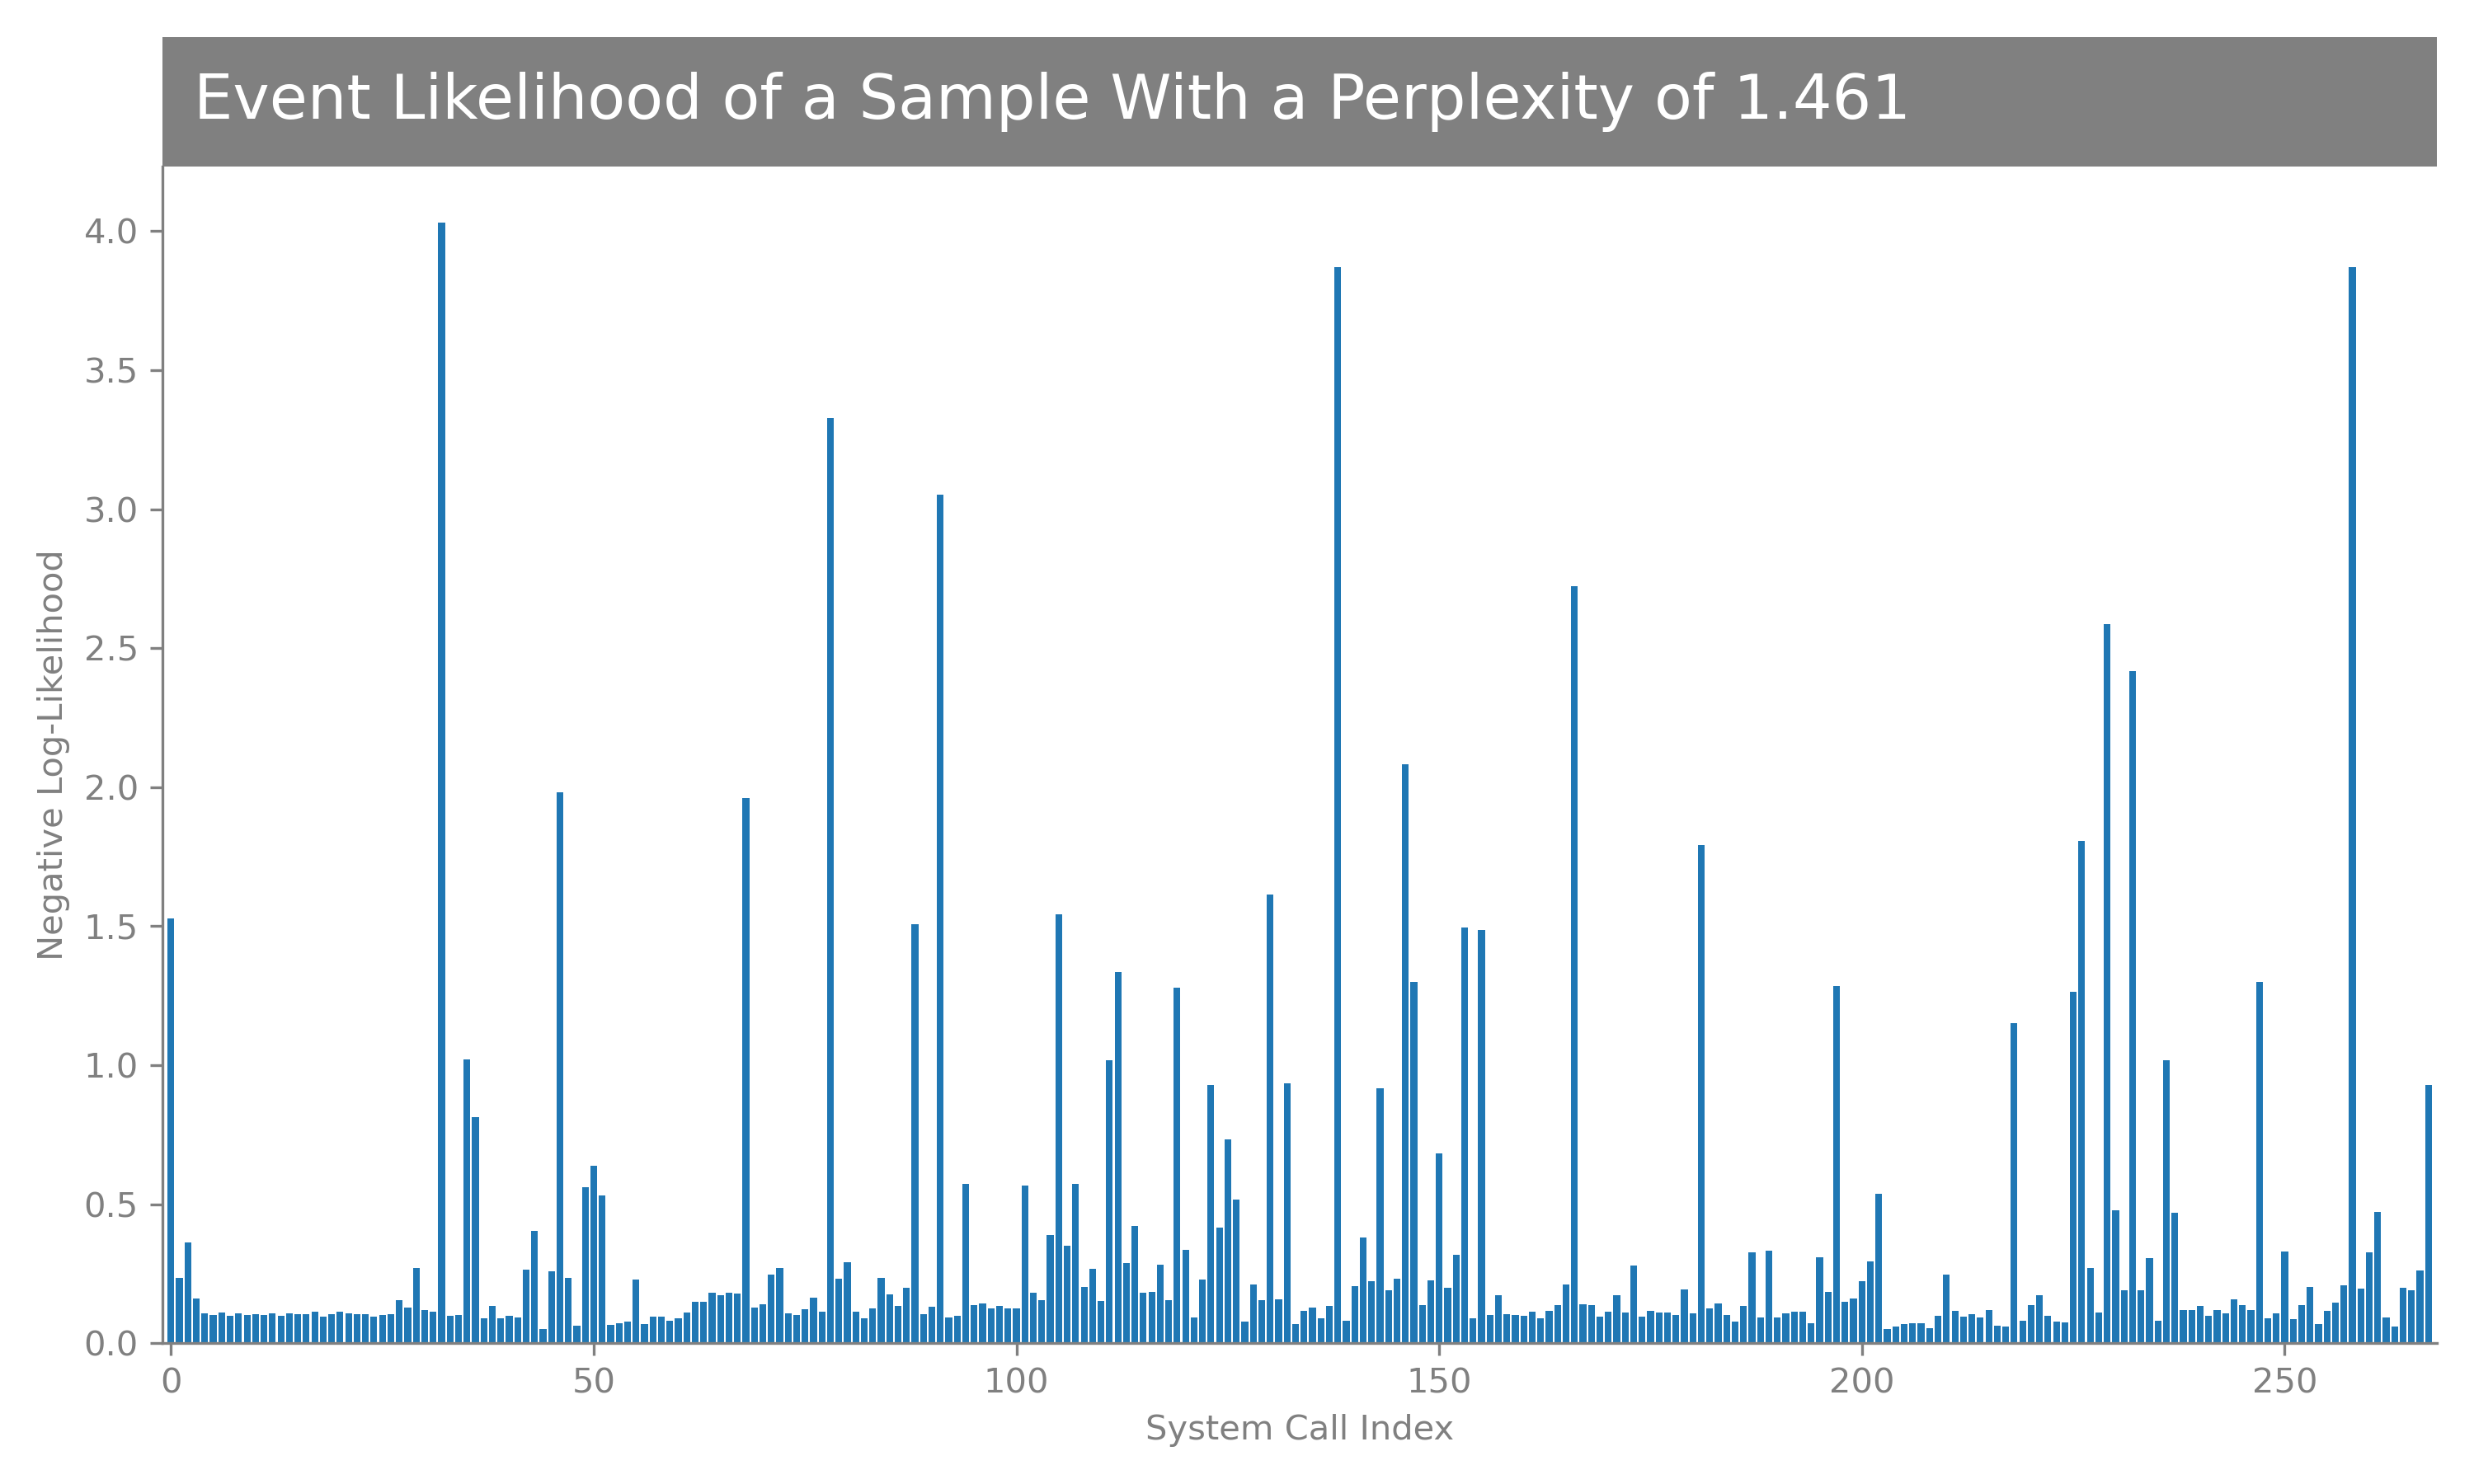 Event Likelihood of a Sample With a Perplexity of 1.461
4.0
3.5
3.0
2.5
2.0
1.5
1.0
0.5
0.0
Negative Log-Likelihood
0 50 100 150 200 250
System Call Index